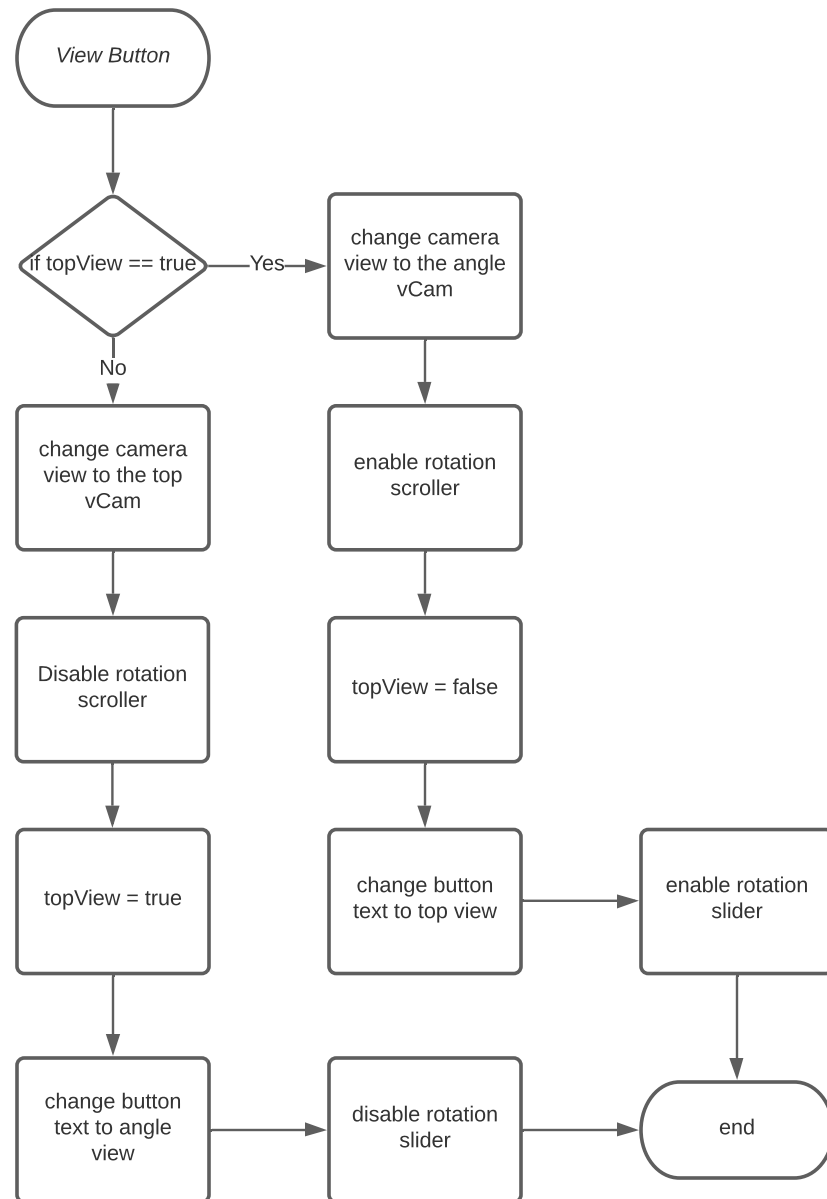 View Button
if topView == true
Yes
change camera
view to the angle
vCam
No
change camera
view to the top
vCam
enable rotation
scroller
Disable rotation
scroller
topView = false
topView = true
change button
text to top view
enable rotation
slider
change button
text to angle
view
disable rotation
slider
end